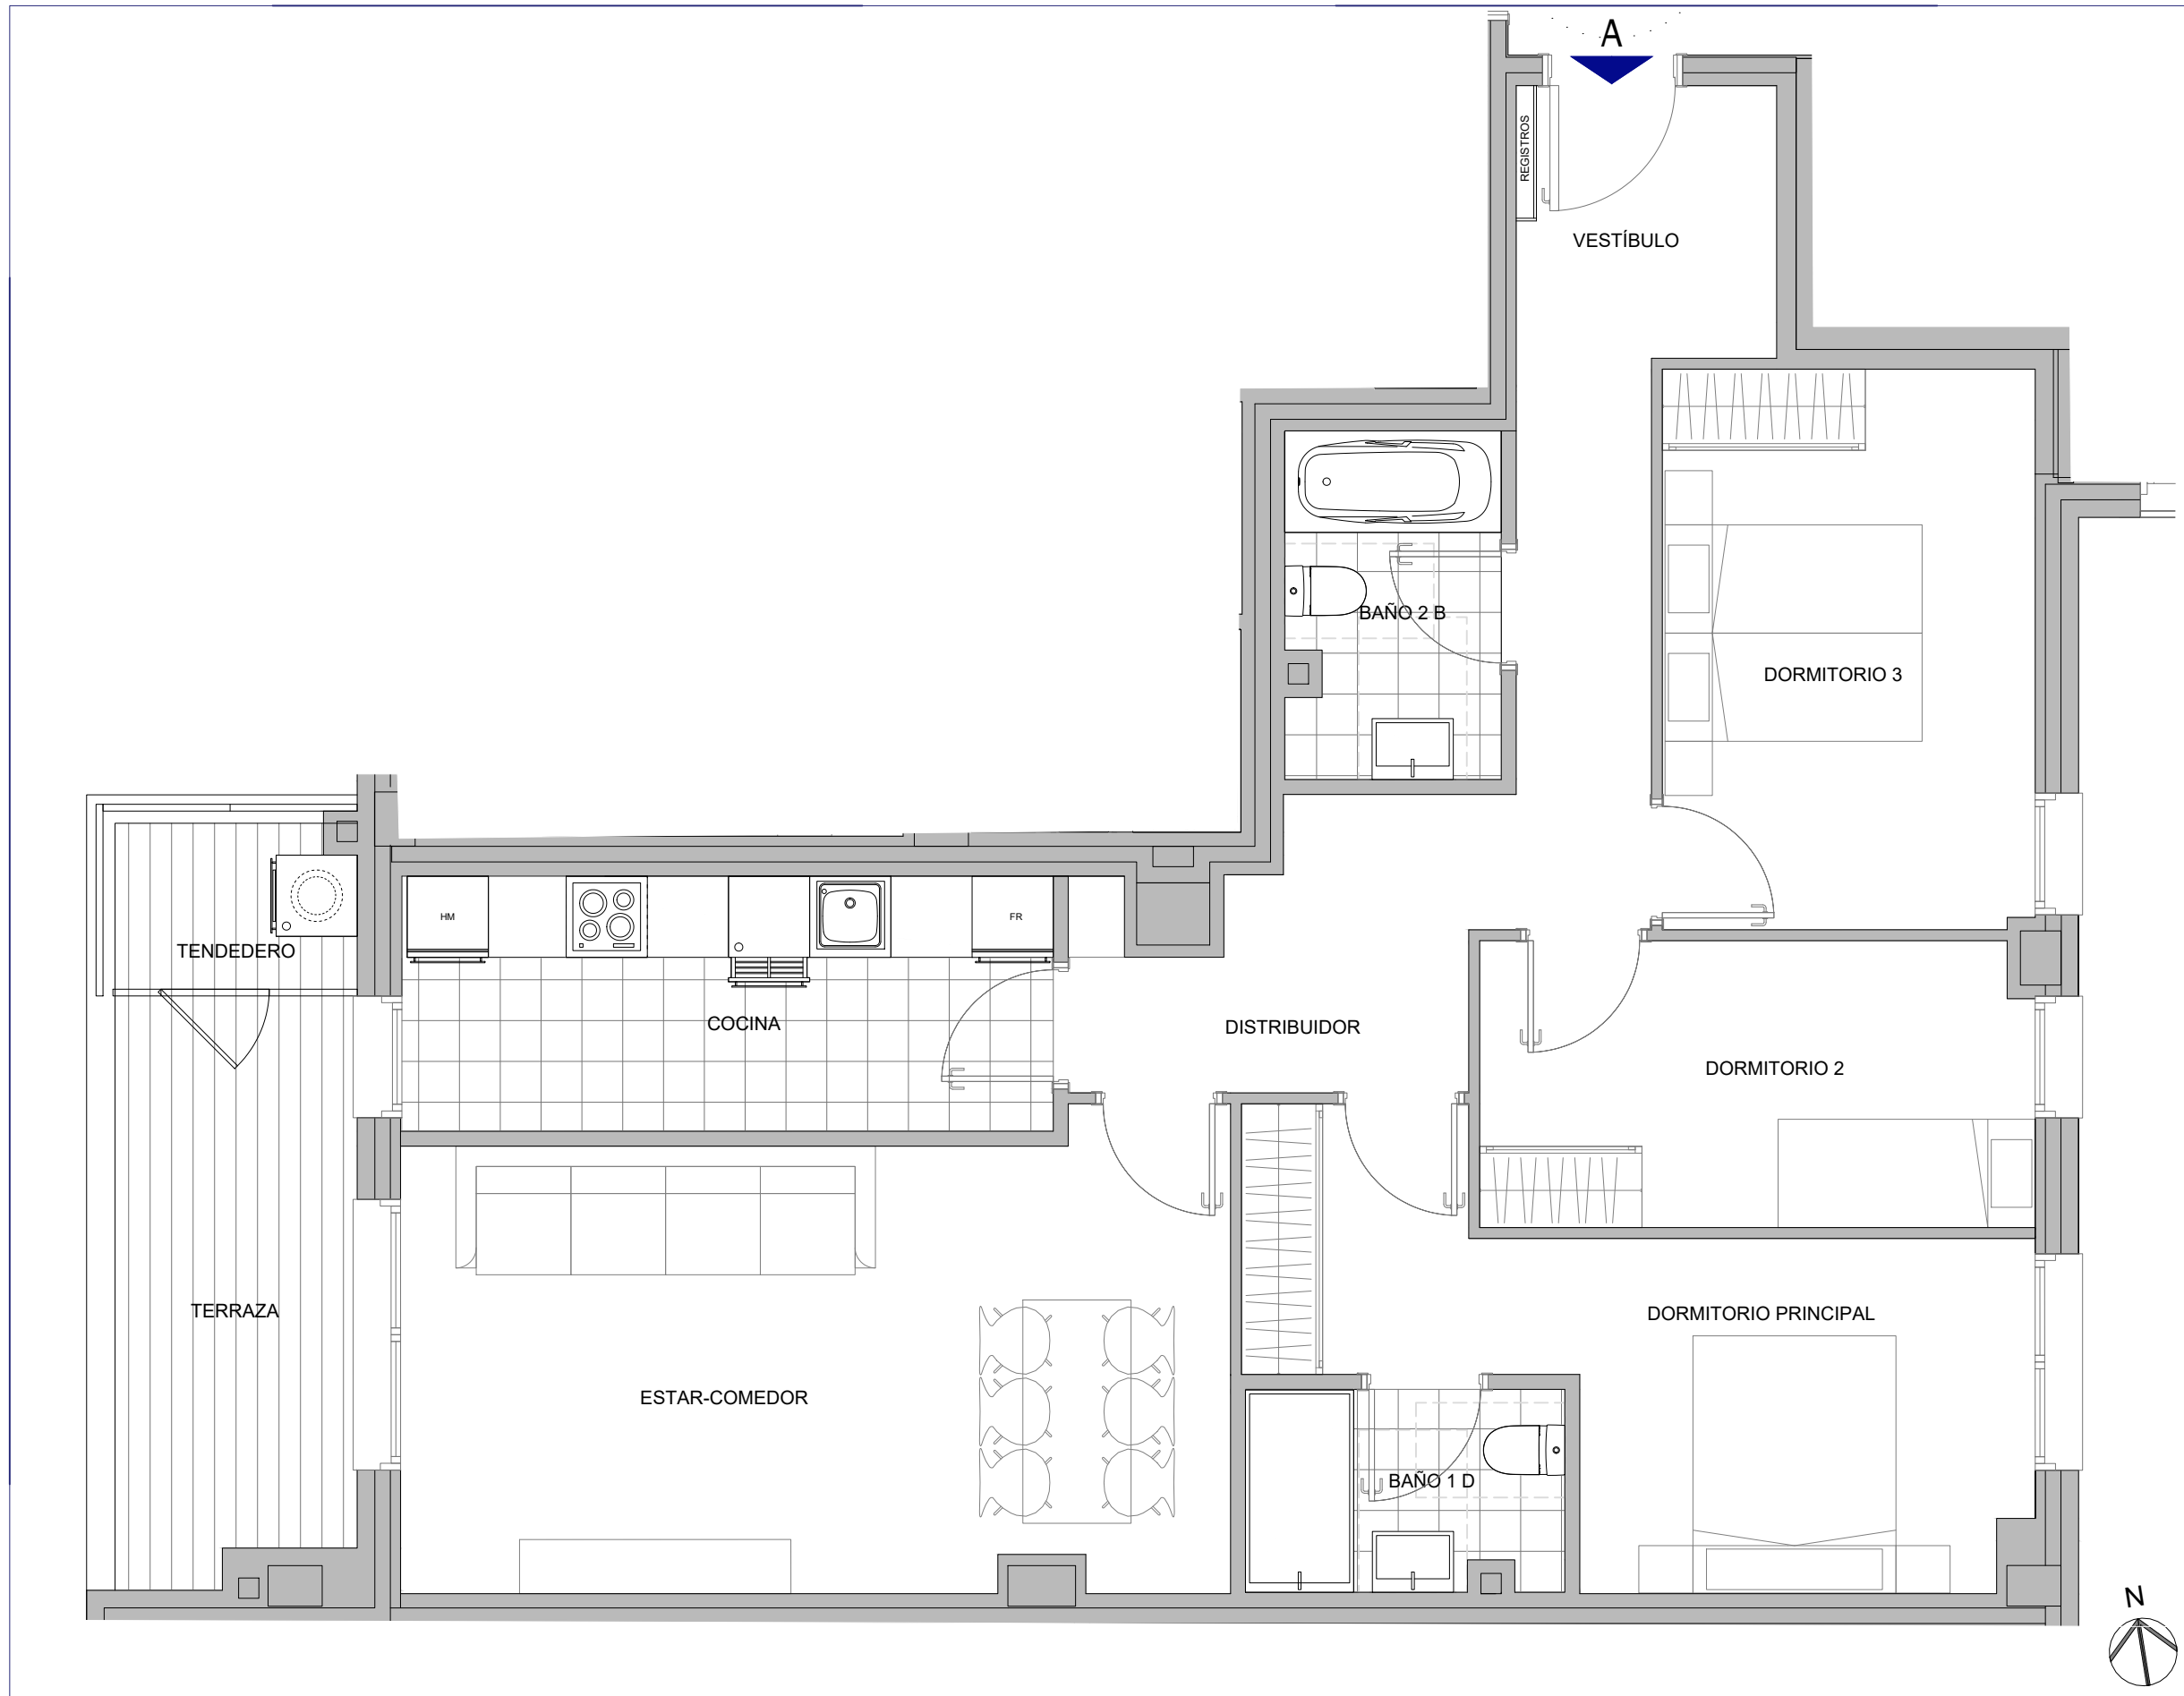 A
REGISTROS
VESTÍBULO
BAÑO 2 B
DORMITORIO 3
HM
FR
TENDEDERO
COCINA
DISTRIBUIDOR
DORMITORIO 2
TERRAZA
DORMITORIO PRINCIPAL
ESTAR-COMEDOR
BAÑO 1 D
N